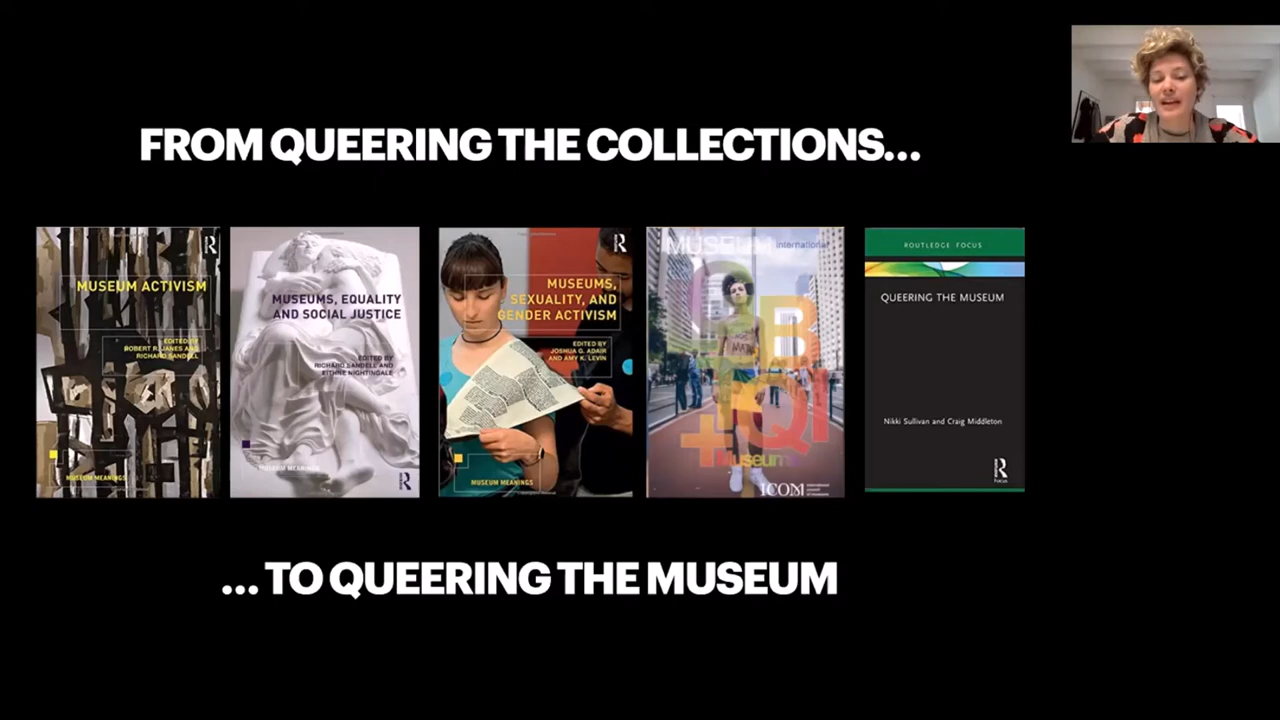 FROM QUEERING THE COLLECTIONS...
MUSEUM ACTIVISM
EDITED BY
ROBERT R. JANES AND
RICHARD SANDELL
MUSEUM MEANINGS
MUSEUMS, EQUALITY
AND SOCIAL JUSTICE
EDITED BY
RICHARD SANDELL AND
EITHNE NIGHTINGALE
MUSEUM MEANINGS
MUSEUMS,
SEXUALITY, AND
GENDER ACTIVISM
EDITED BY
JOSHUA G. ADAIR
AND AMY K. LEVIN
MUSEUM MEANINGS
MUSEUM international
LGBTQI+
Museums
ICOM
ROUTLEDGE FOCUS
QUEERING THE MUSEUM
Nikki Sullivan and Craig Middleton
R
Focus
... TO QUEERING THE MUSEUM